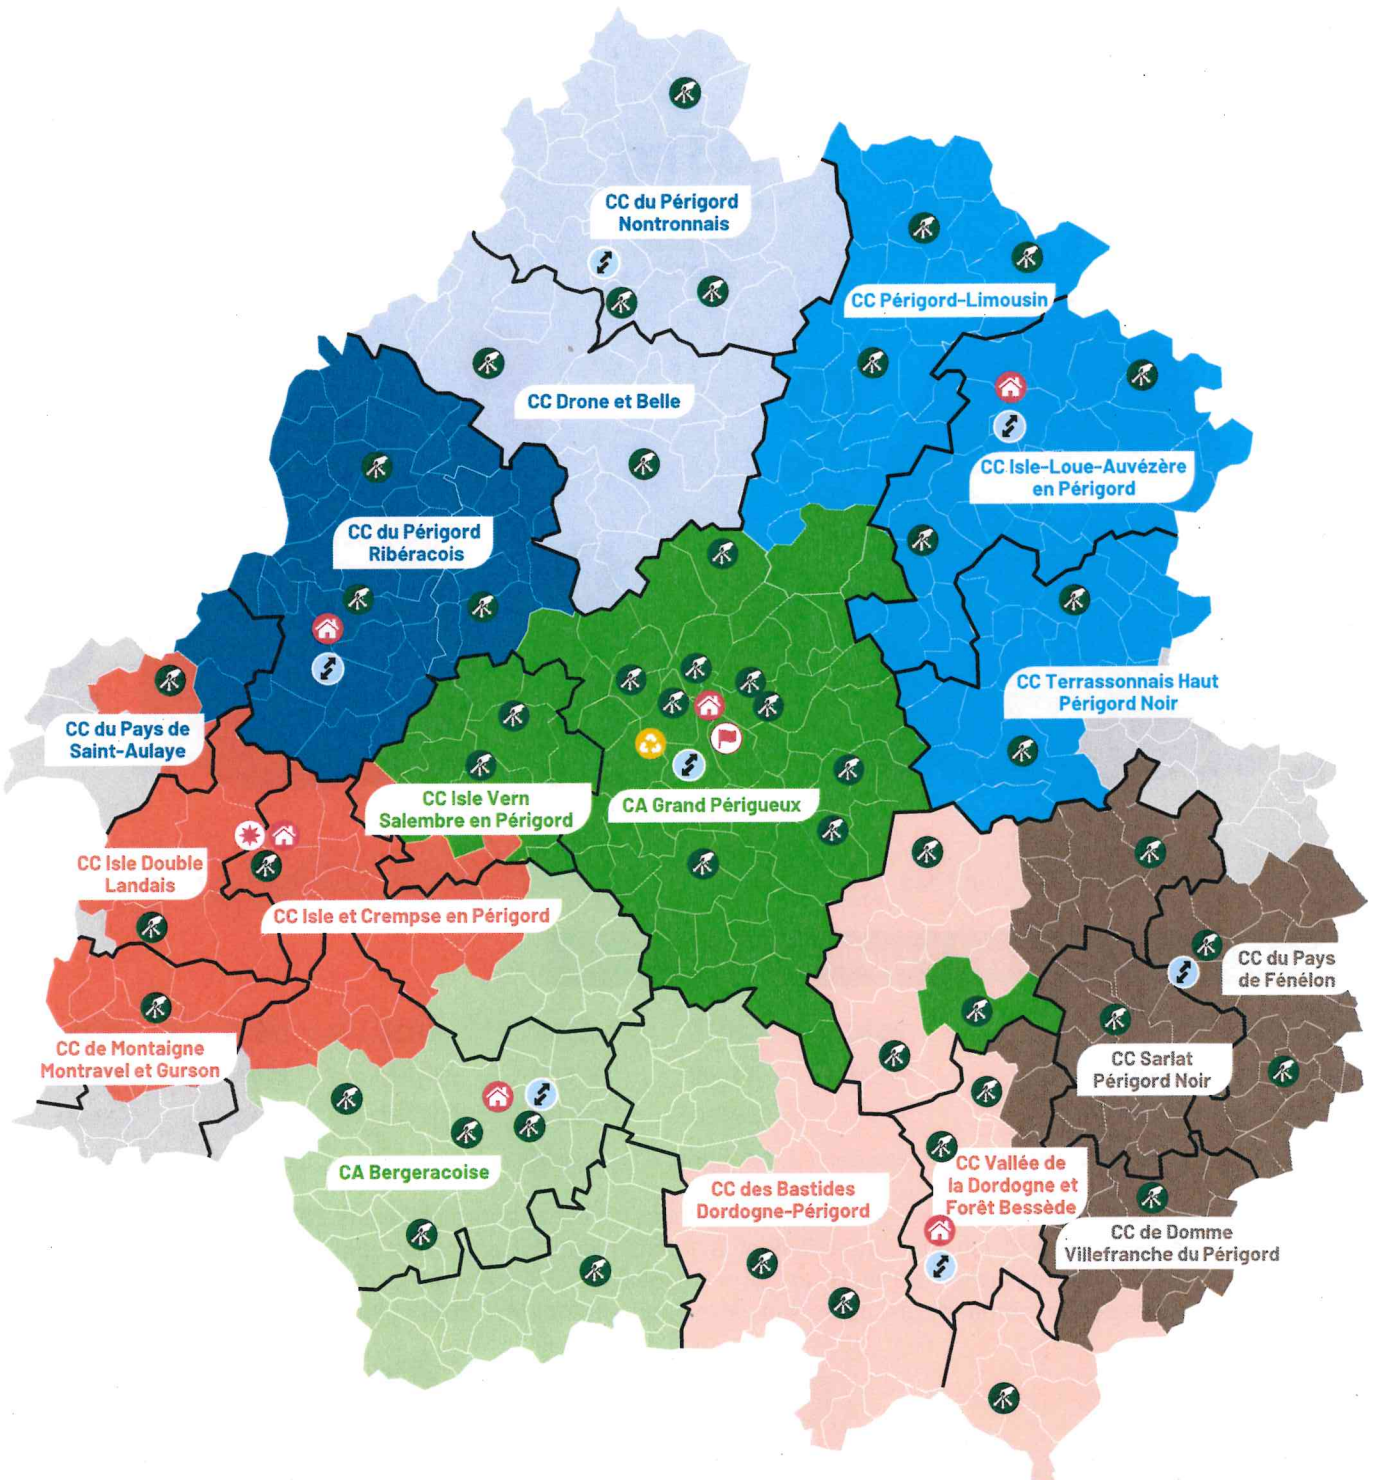 CC du Périgord
Nontronnais
CC Périgord-Limousin
CC Drone et Belle
CC Isle-Loue-Auvézère
en Périgord
CC du Périgord
Ribéracois
CC Terrassonnais Haut
Périgord Noir
CC du Pays de
Saint-Aulaye
CC Isle Vern
Salembre en Périgord
CA Grand Périgueux
CC Isle Double
Landais
CC Isle et Crempse en Périgord
CC du Pays
de Fénélon
CC de Montaigne
Montravel et Gurson
CC Sarlat
Périgord Noir
CA Bergeracoise
CC des Bastides
Dordogne-Périgord
CC Vallée de
la Dordogne et
Forêt Bessède
CC de Domme
Villefranche du Périgord